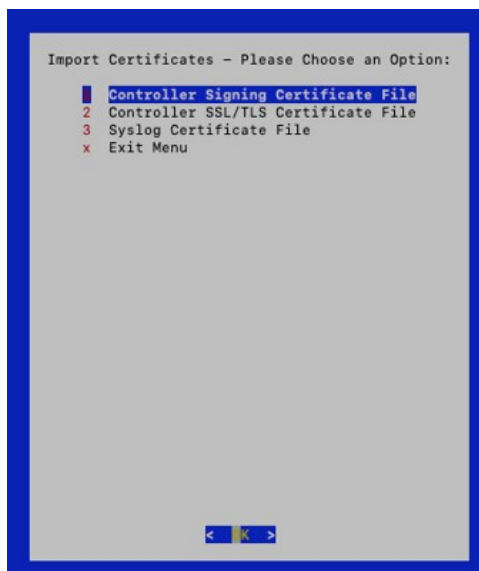 Import Certificates – Please Choose an Option:
Controller Signing Certificate File
2 Controller SSL/TLS Certificate File
3 Syslog Certificate File
x Exit Menu
< OK >